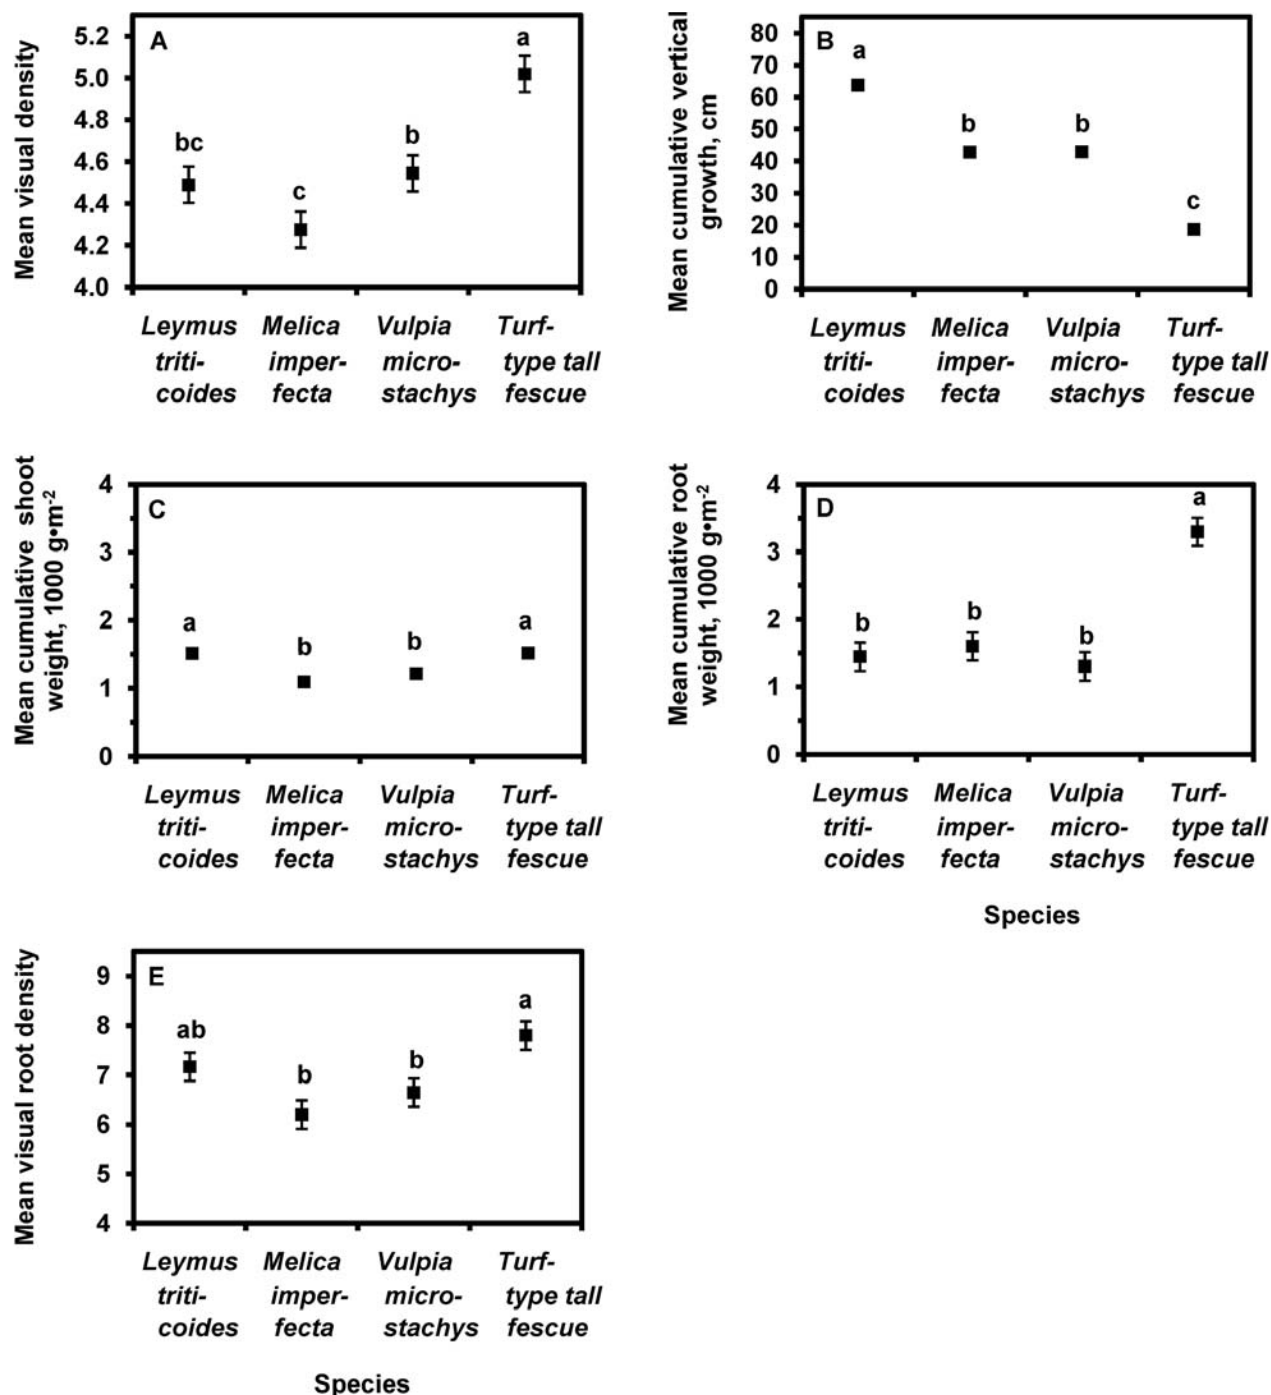 Mean visual density
5.2
5.0
4.8
4.6
4.4
4.2
4.0
A
bc
c
b
a
Leymus
triti-
coides
Melica
imper-
fecta
Vulpia
micro-
stachys
Turf-
type tall
fescue
Mean cumulative vertical
growth, cm
80
70
60
50
40
30
20
10
0
B
a
b
b
c
Leymus
triti-
coides
Melica
imper-
fecta
Vulpia
micro-
stachys
Turf-
type tall
fescue
Mean cumulative shoot
weight, 1000 g•m⁻²
4
3
2
1
0
C
a
b
b
a
Leymus
triti-
coides
Melica
imper-
fecta
Vulpia
micro-
stachys
Turf-
type tall
fescue
Mean cumulative root
weight, 1000 g•m⁻²
4
3
2
1
0
D
b
b
b
a
Leymus
triti-
coides
Melica
imper-
fecta
Vulpia
micro-
stachys
Turf-
type tall
fescue
Species
Mean visual root density
9
8
7
6
5
4
E
ab
b
b
a
Leymus
triti-
coides
Melica
imper-
fecta
Vulpia
micro-
stachys
Turf-
type tall
fescue
Species